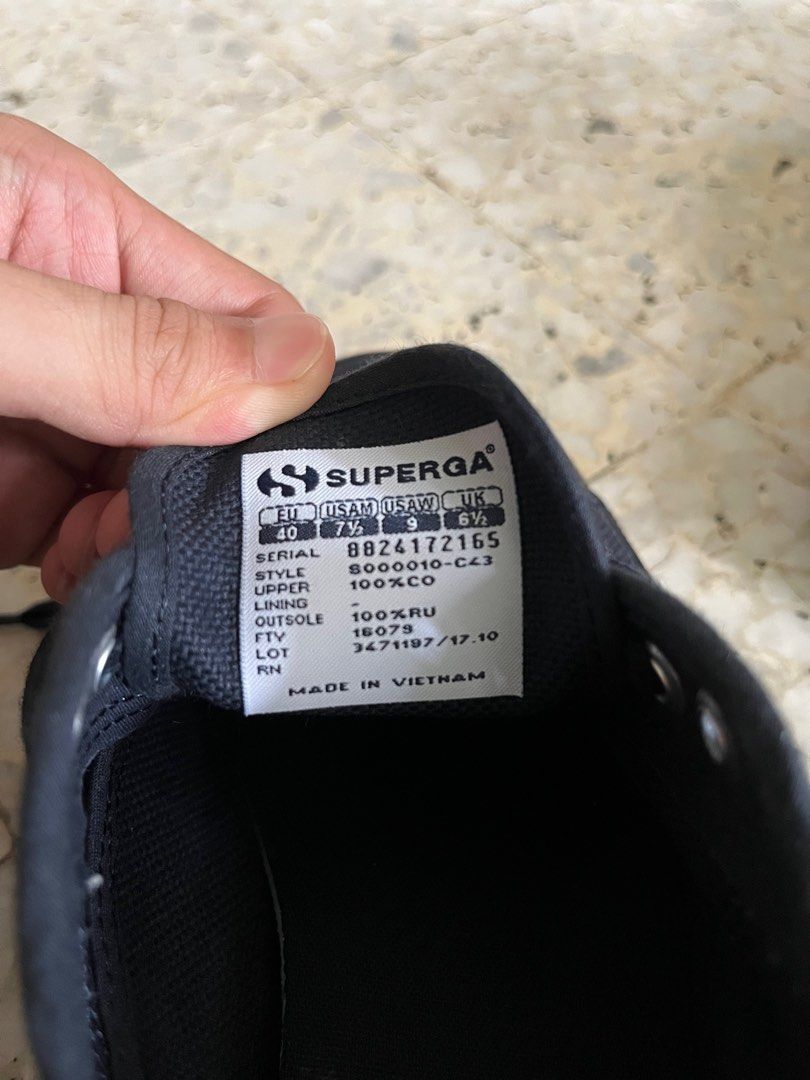 SUPERGA®
EU USAM USAW UK
40 7½ 9 6½
SERIAL 8824172165
STYLE S000010-C43
UPPER 100%CO
LINING -
OUTSOLE 100%RU
FTY 16079
LOT 3471197/17.10
RN
MADE IN VIETNAM